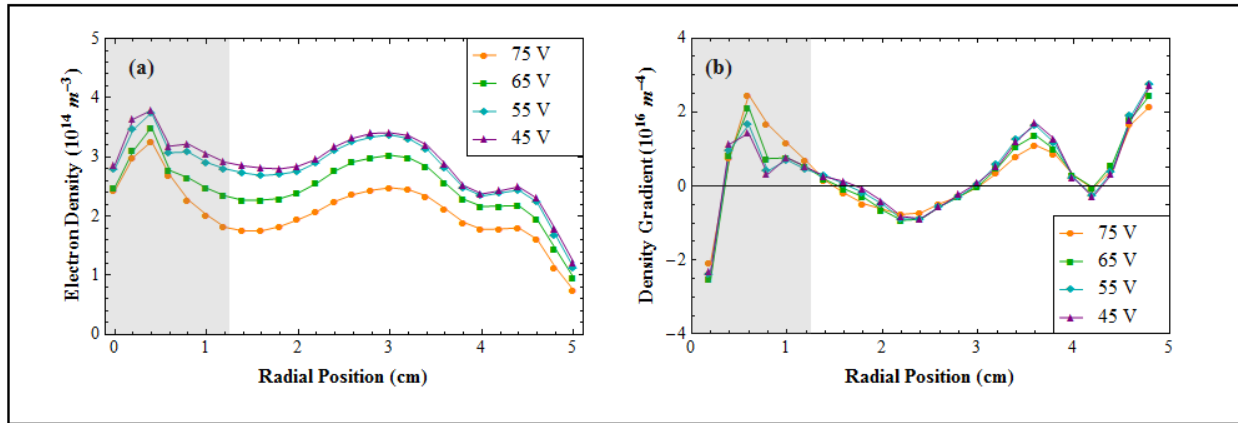 (a)
Electron Density (10^14 m^−3)
5
4
3
2
1
0
0 1 2 3 4 5
Radial Position (cm)
75 V
65 V
55 V
45 V
(b)
Density Gradient (10^16 m^−4)
4
2
0
−2
−4
0 1 2 3 4 5
Radial Position (cm)
75 V
65 V
55 V
45 V